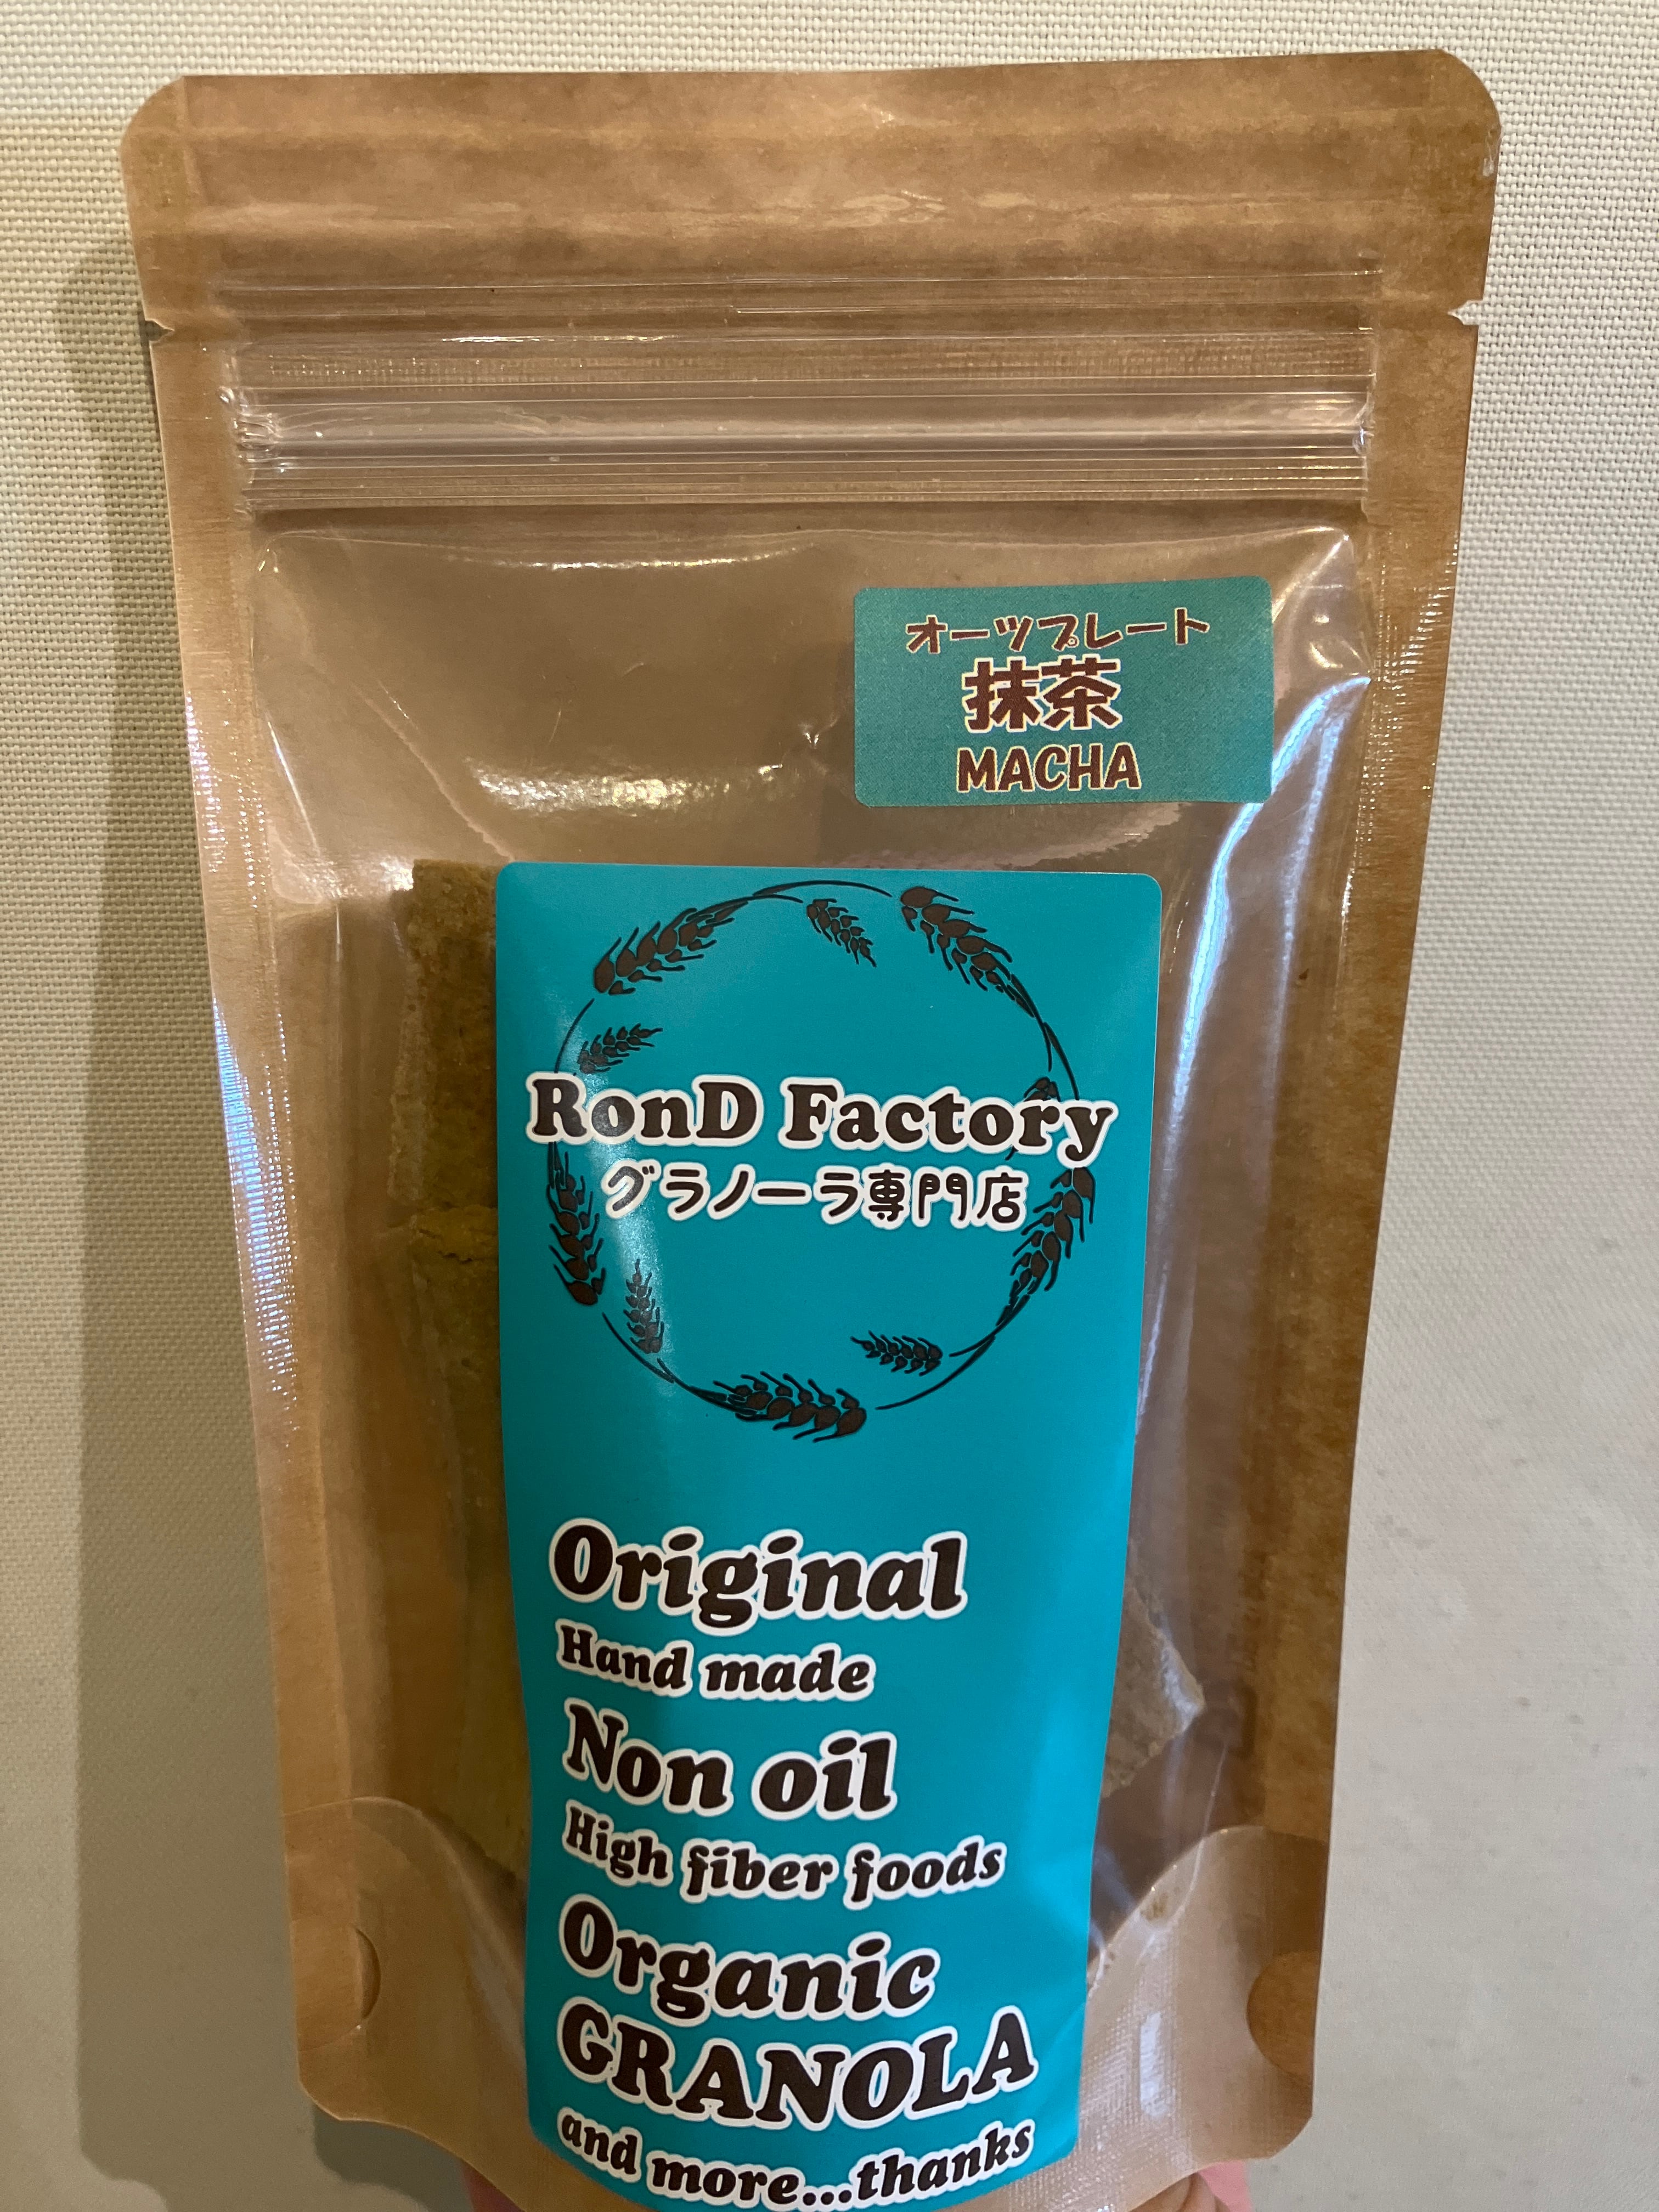 オーツプレート
抹茶
MACHA
RonD Factory
グラノーラ専門店
Original
Hand made
Non oil
High fiber foods
Organic
GRANOLA
and more...thanks